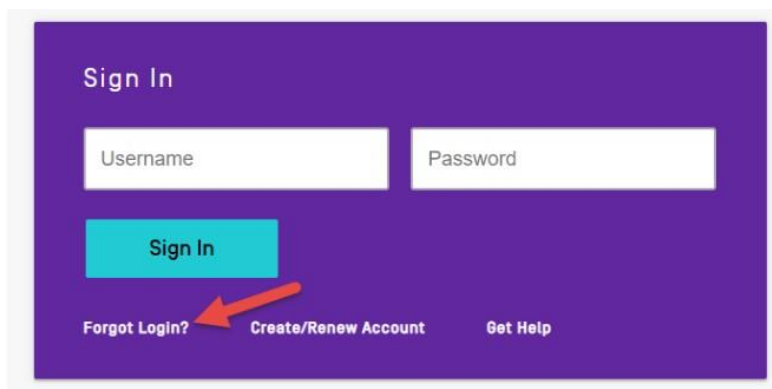 Sign In
Username Password
Sign In
Forgot Login? Create/Renew Account Get Help